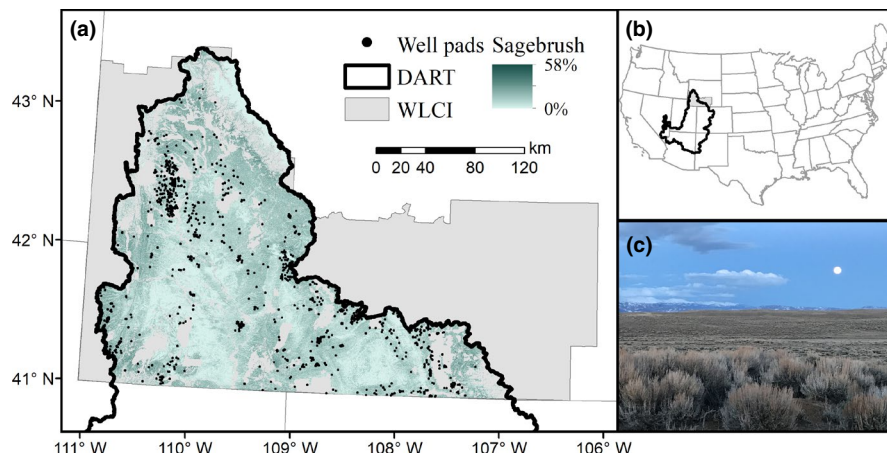 (a)
Well pads
Sagebrush
DART
58%
WLCI
0%
km
0 20 40 80 120
43° N
42° N
41° N
111° W 110° W 109° W 108° W 107° W 106° W
(b)
(c)